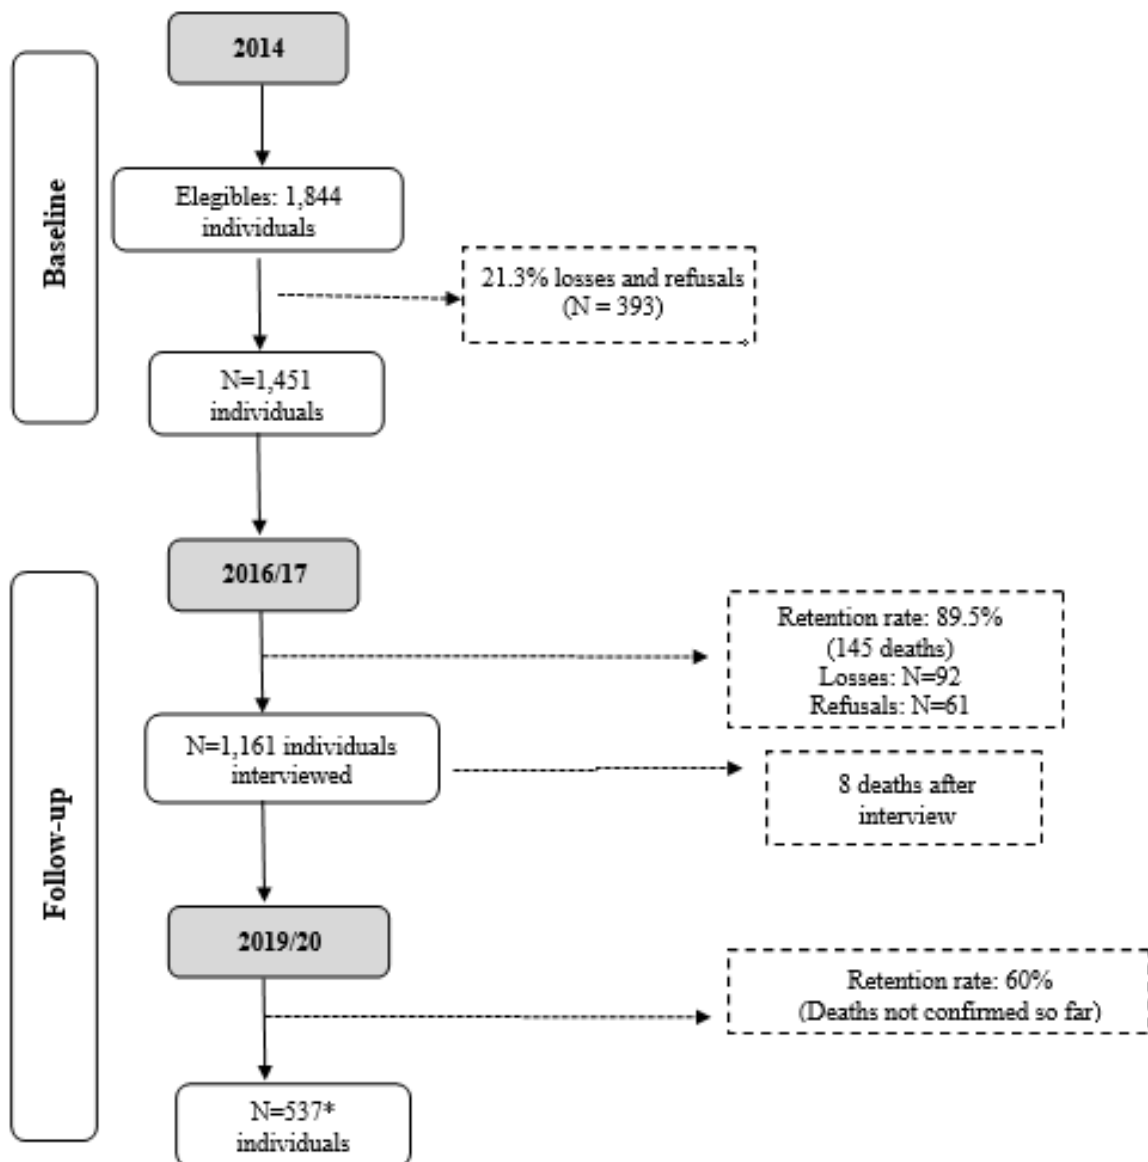 2014
Baseline
Elegibles: 1,844
individuals
21.3% losses and refusals
(N = 393)
N=1,451
individuals
2016/17
Follow-up
Retention rate: 89.5%
(145 deaths)
Losses: N=92
Refusals: N=61
N=1,161 individuals
interviewed
8 deaths after
interview
2019/20
Retention rate: 60%
(Deaths not confirmed so far)
N=537*
individuals